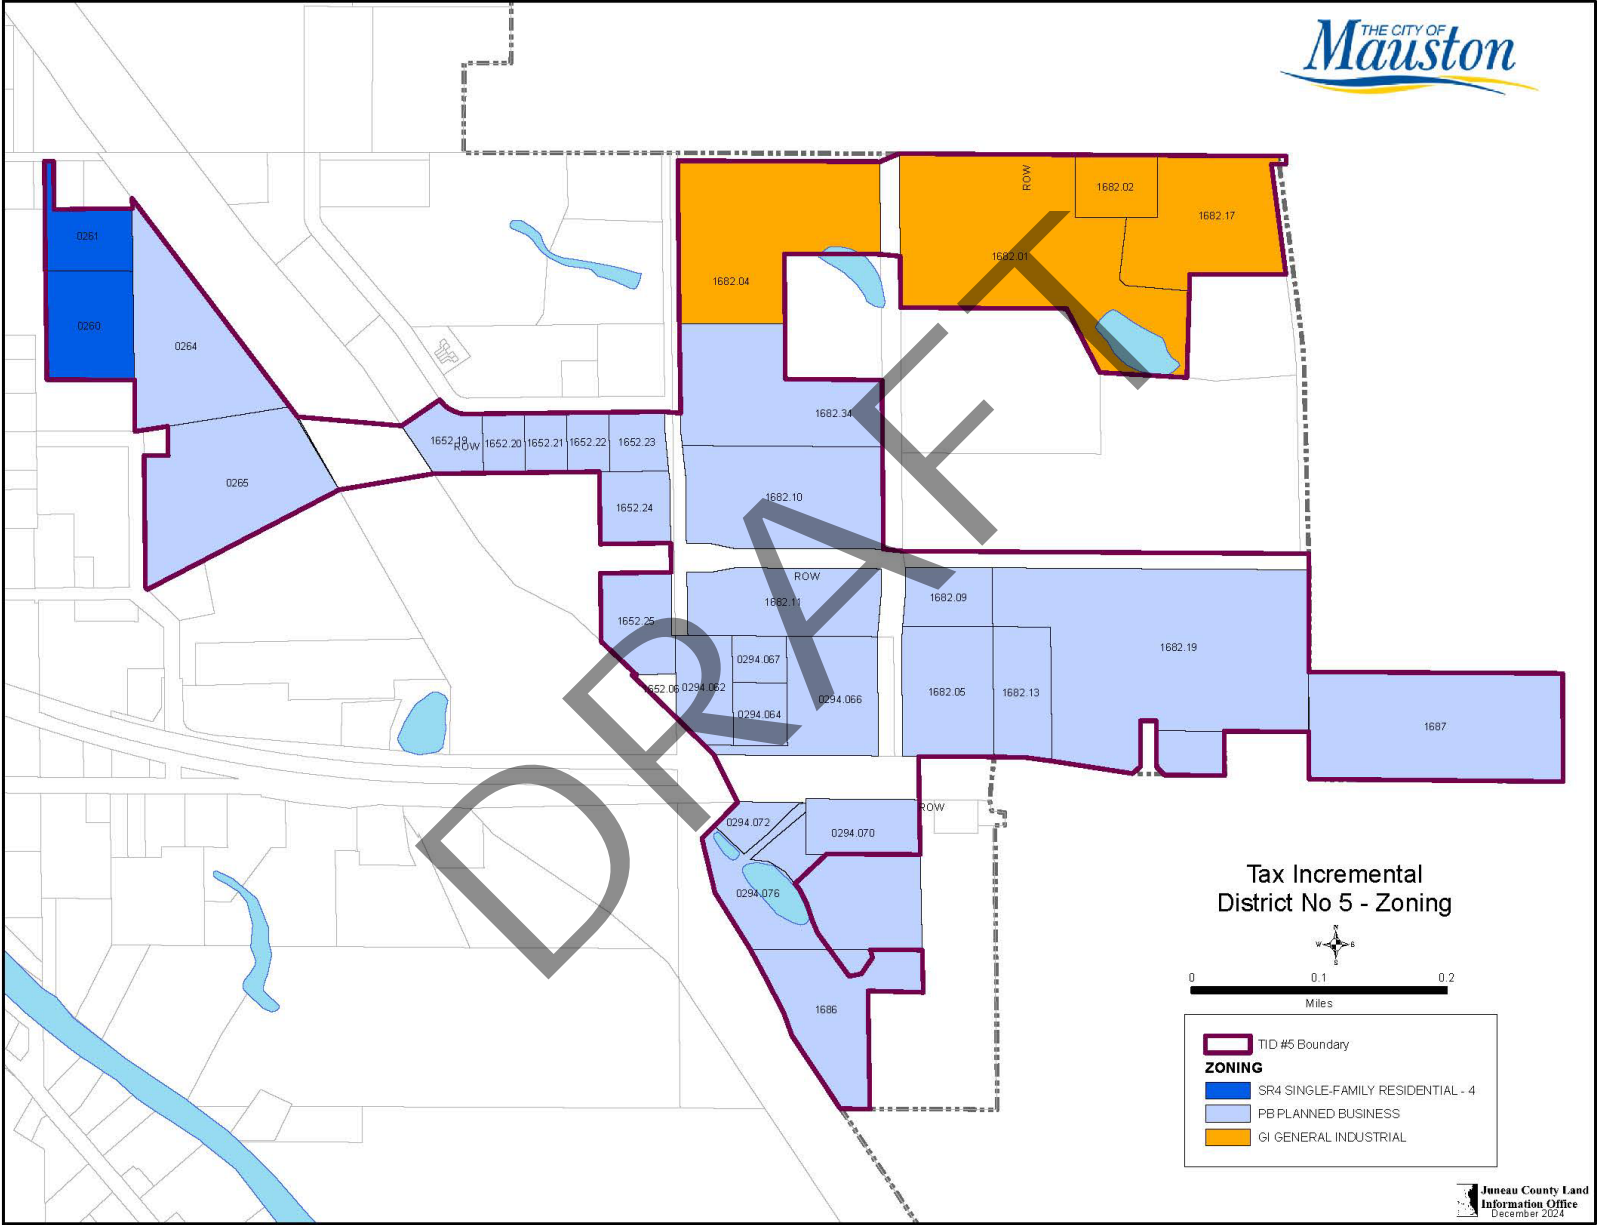 THE CITY OF
Mauston
ROW
1682.02
1682.17
0261
1682.01
1682.04
0260
0264
1682.34
1652.19
ROW
1652.20
1652.21
1652.22
1652.23
0265
1682.10
1652.24
ROW
1682.11
1682.09
1652.25
1682.19
0294.067
1652.06
0294.062
0294.066
1682.05
1682.13
0294.064
1687
ROW
0294.072
0294.070
0294.076
1686
DRAFT
Tax Incremental
District No 5 - Zoning
N
W E
S
0 0.1 0.2
Miles
TID #5 Boundary
ZONING
SR4 SINGLE-FAMILY RESIDENTIAL - 4
PB PLANNED BUSINESS
GI GENERAL INDUSTRIAL
Juneau County Land
Information Office
December 2024